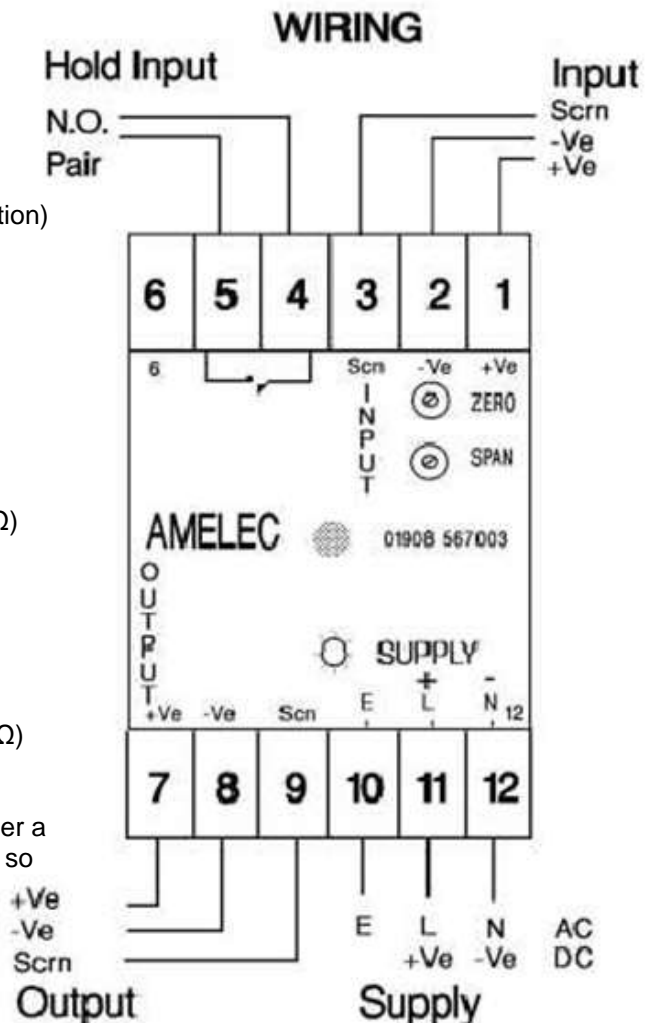 WIRING
Hold Input
Input
N.O.
Pair
Scrn
-Ve
+Ve
tion)
6 5 4 3 2 1
6 Scn -Ve +Ve
INPUT
ZERO
SPAN
Ω)
AMELEC 01908 567003
OUTPUT
SUPPLY
+ -
+Ve -Ve Scn E L N 12
Ω)
7 8 9 10 11 12
er a
so
+Ve
-Ve
Scrn
E L N AC
+Ve -Ve DC
Output Supply